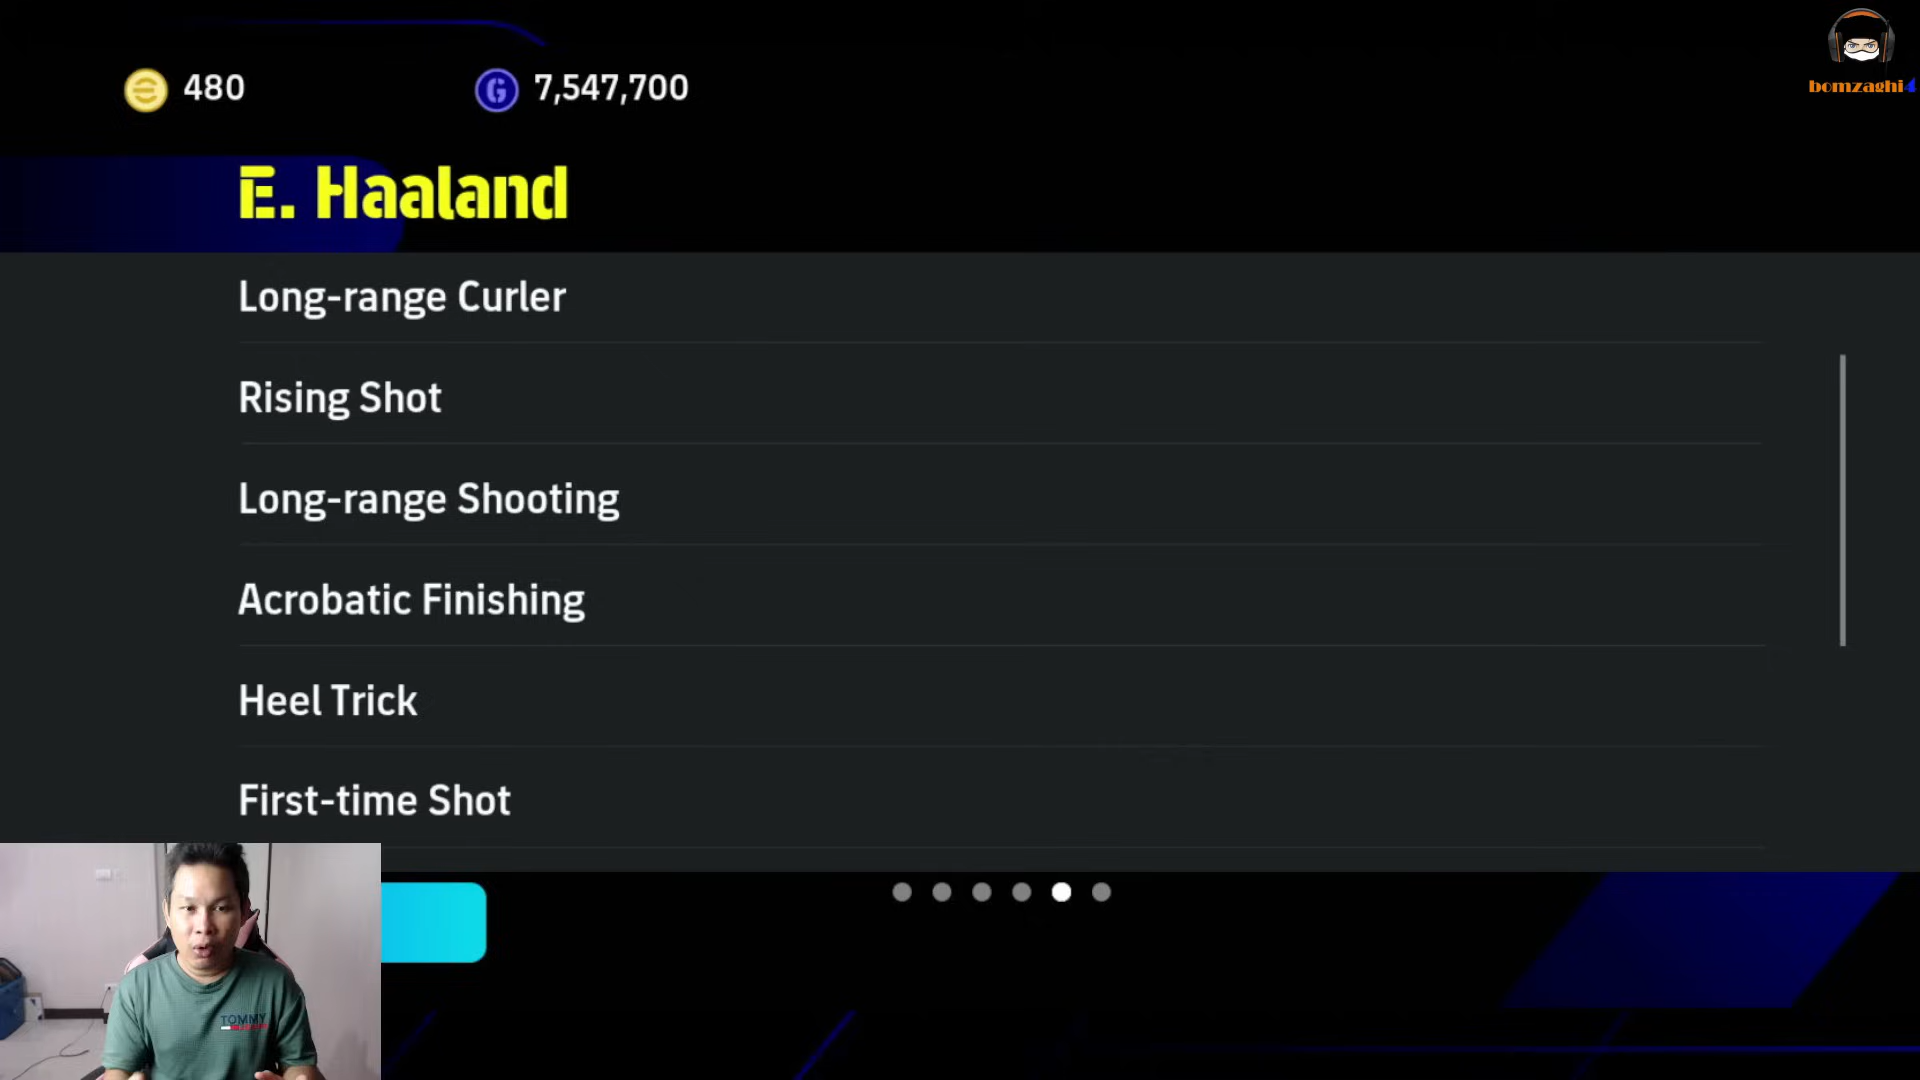 480
7,547,700
bomzaghi4
E. Haaland
Long-range Curler
Rising Shot
Long-range Shooting
Acrobatic Finishing
Heel Trick
First-time Shot
TOMMY